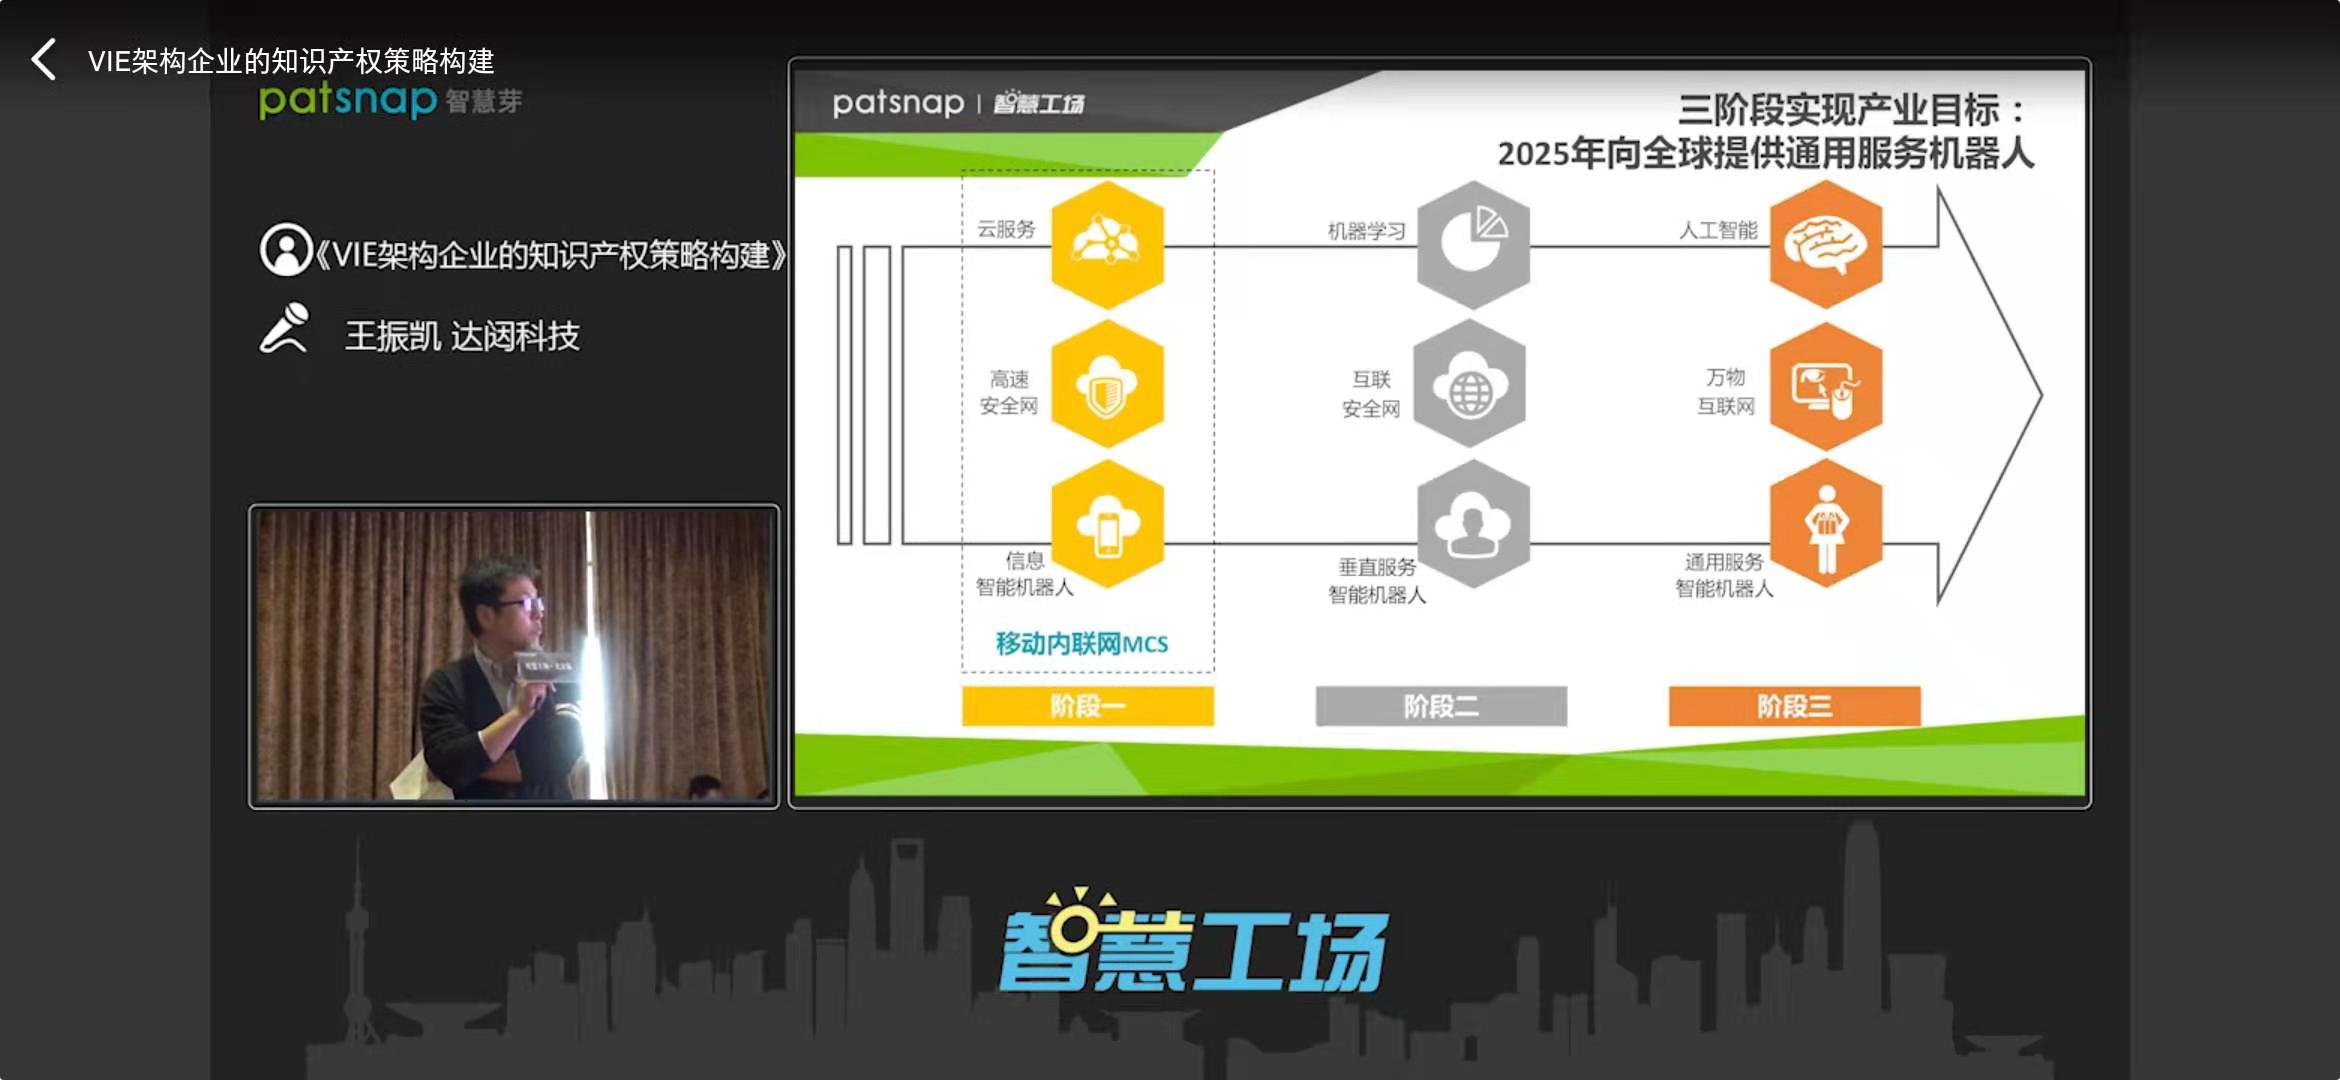 VIE架构企业的知识产权策略构建
patsnap 智慧芽
《VIE架构企业的知识产权策略构建》
王振凯 达闼科技
patsnap | 智慧工场
三阶段实现产业目标：
2025年向全球提供通用服务机器人
云服务
机器学习
人工智能
高速
安全网
互联
安全网
万物
互联网
信息
智能机器人
垂直服务
智能机器人
通用服务
智能机器人
移动内联网MCS
阶段一
阶段二
阶段三
智慧工场